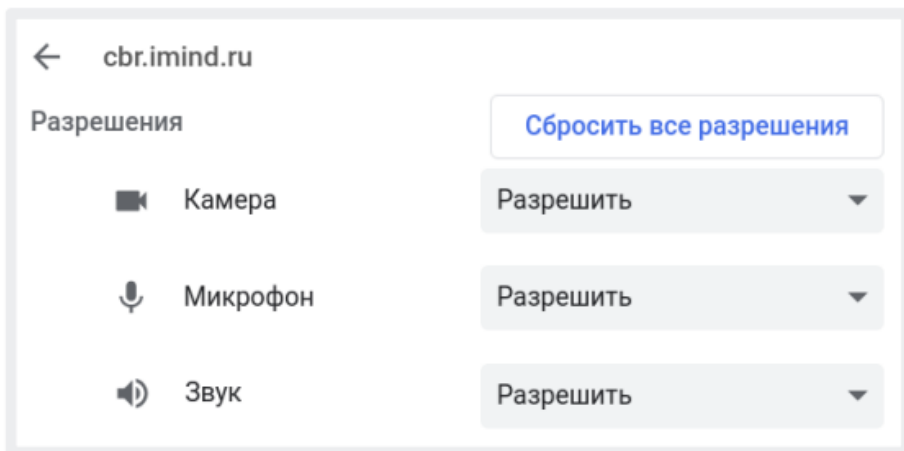 cbr.imind.ru
Разрешения
Сбросить все разрешения
Камера Разрешить
Микрофон Разрешить
Звук Разрешить